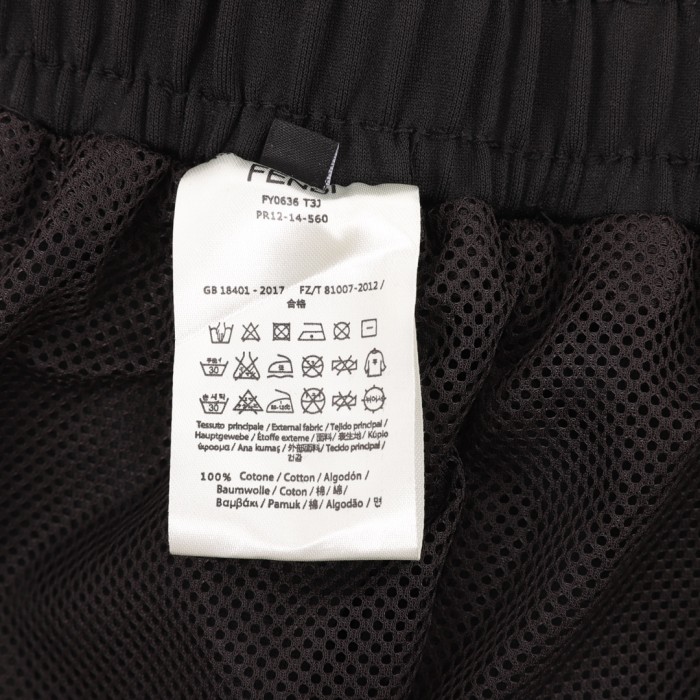 FENDI
FY0636 T3J
PR12-14-560
GB 18401 - 2017 FZ/T 81007-2012 /
合格
30
30
Tessuto principale / External fabric / Tejido principal /
Hauptgewebe / Étoffe externe / 面料 / 表生地 / Κύριο
ύφασμα / Ana kumaş / 外部面料 / Tecido principal /
겉감
100% Cotone / Cotton / Algodón /
Baumwolle / Coton / 棉 / 綿 /
Βαμβάκι / Pamuk / 棉 / Algodão / 면